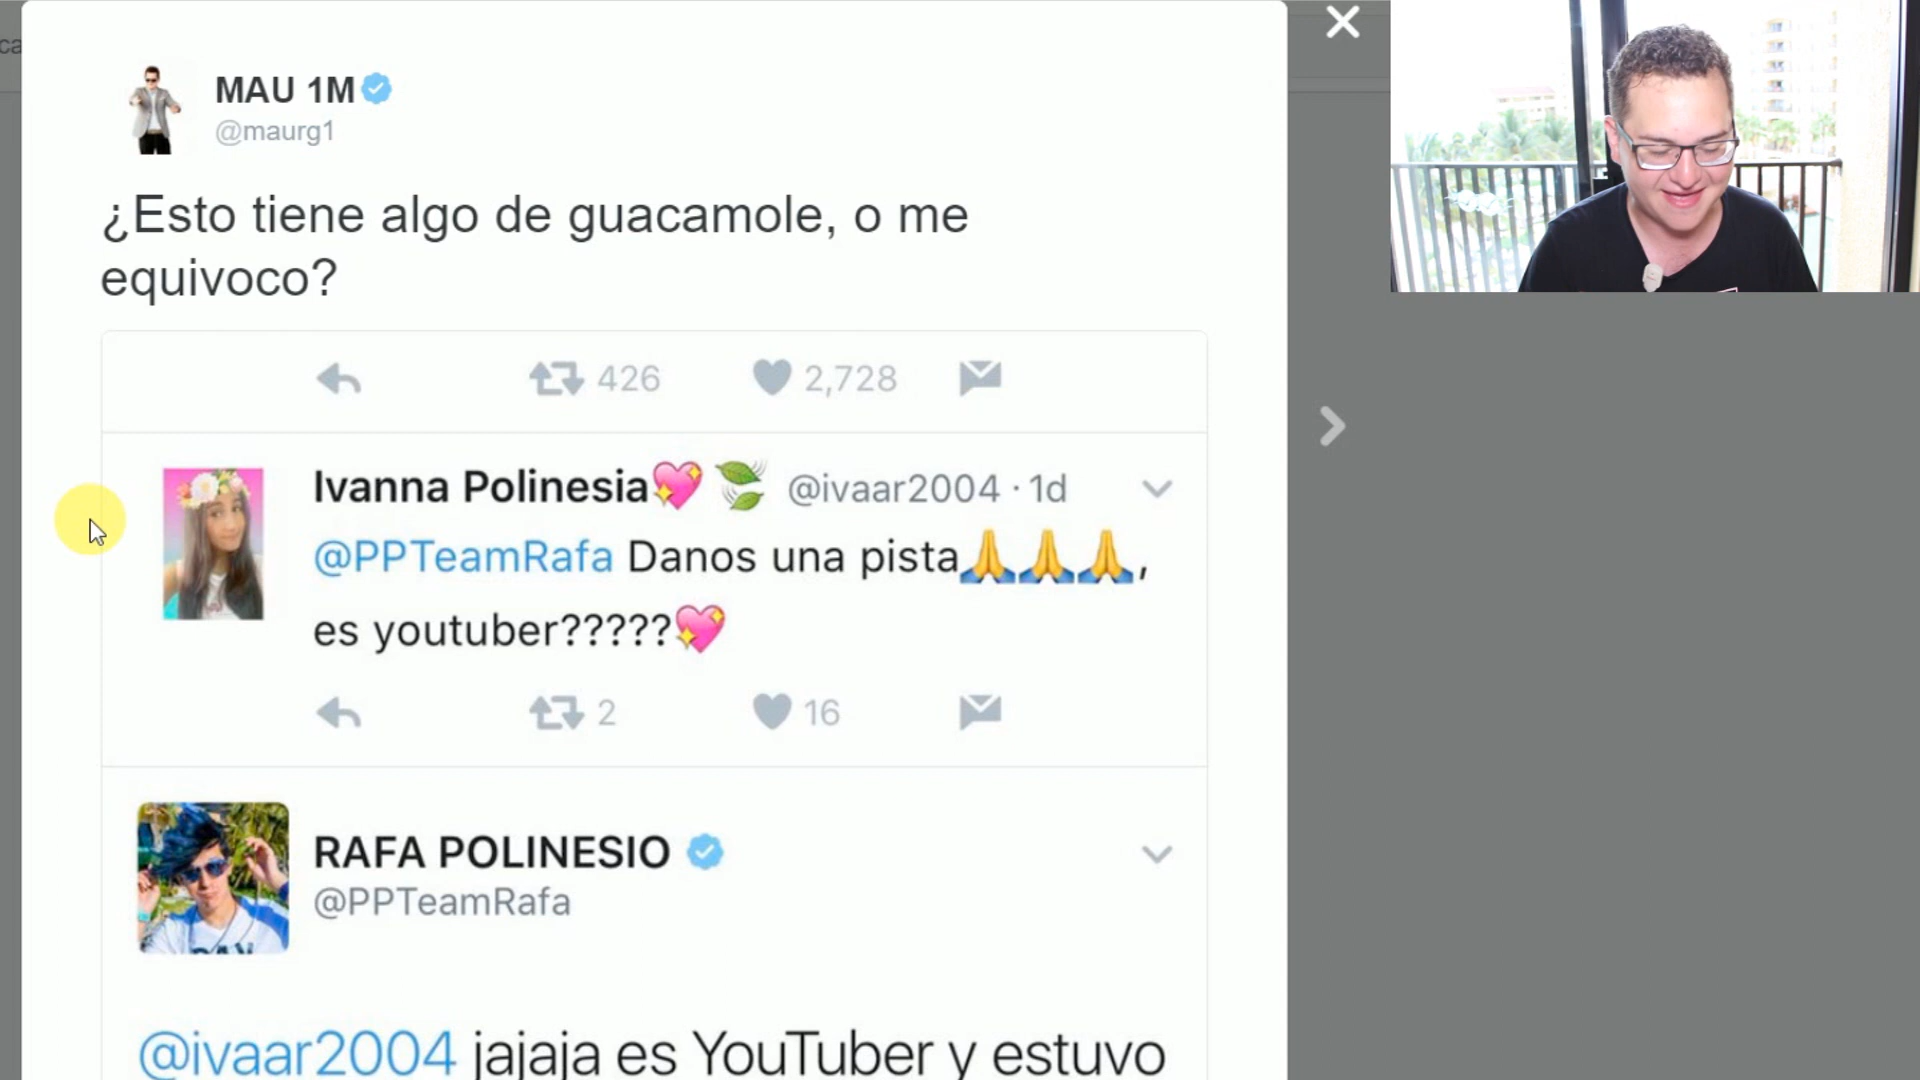 MAU 1M
@maurg1
¿Esto tiene algo de guacamole, o me
equivoco?
426 2,728
Ivanna Polinesia💖🍃 @ivaar2004 · 1d
@PPTeamRafa Danos una pista🙏🙏🙏,
es youtuber?????💖
2 16
RAFA POLINESIO
@PPTeamRafa
@ivaar2004 jajaja es YouTuber y estuvo